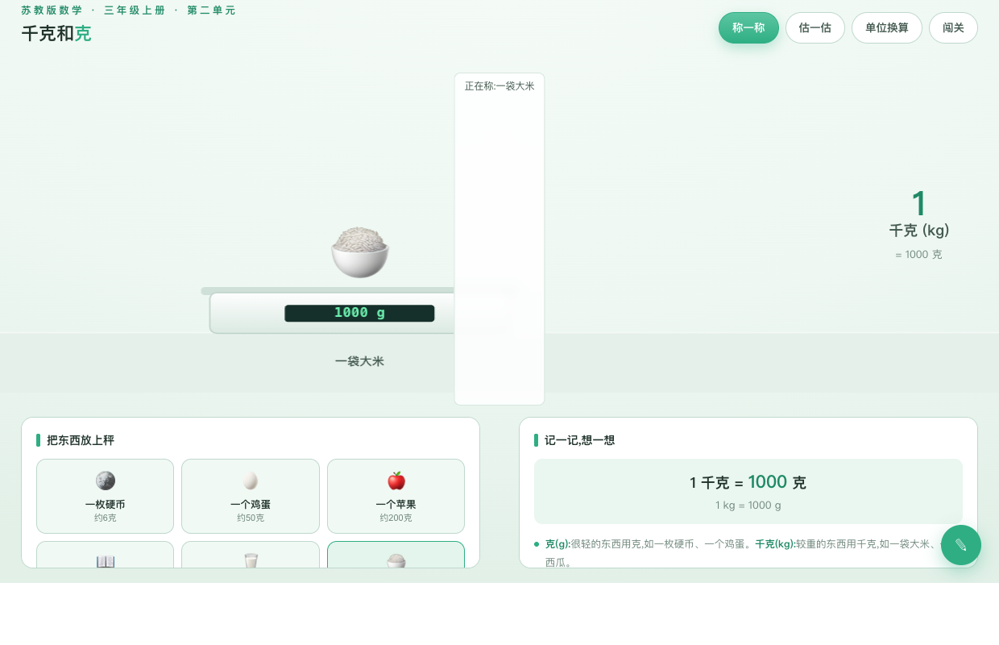 苏教版数学 · 三年级上册 · 第二单元
千克和克
称一称
估一估
单位换算
闯关
正在称:一袋大米
1
千克 (kg)
= 1000 克
1000 g
一袋大米
把东西放上秤
一枚硬币
约6克
一个鸡蛋
约50克
一个苹果
约200克
记一记,想一想
1 千克 = 1000 克
1 kg = 1000 g
克(g):很轻的东西用克,如一枚硬币、一个鸡蛋。千克(kg):较重的东西用千克,如一袋大米、
西瓜。